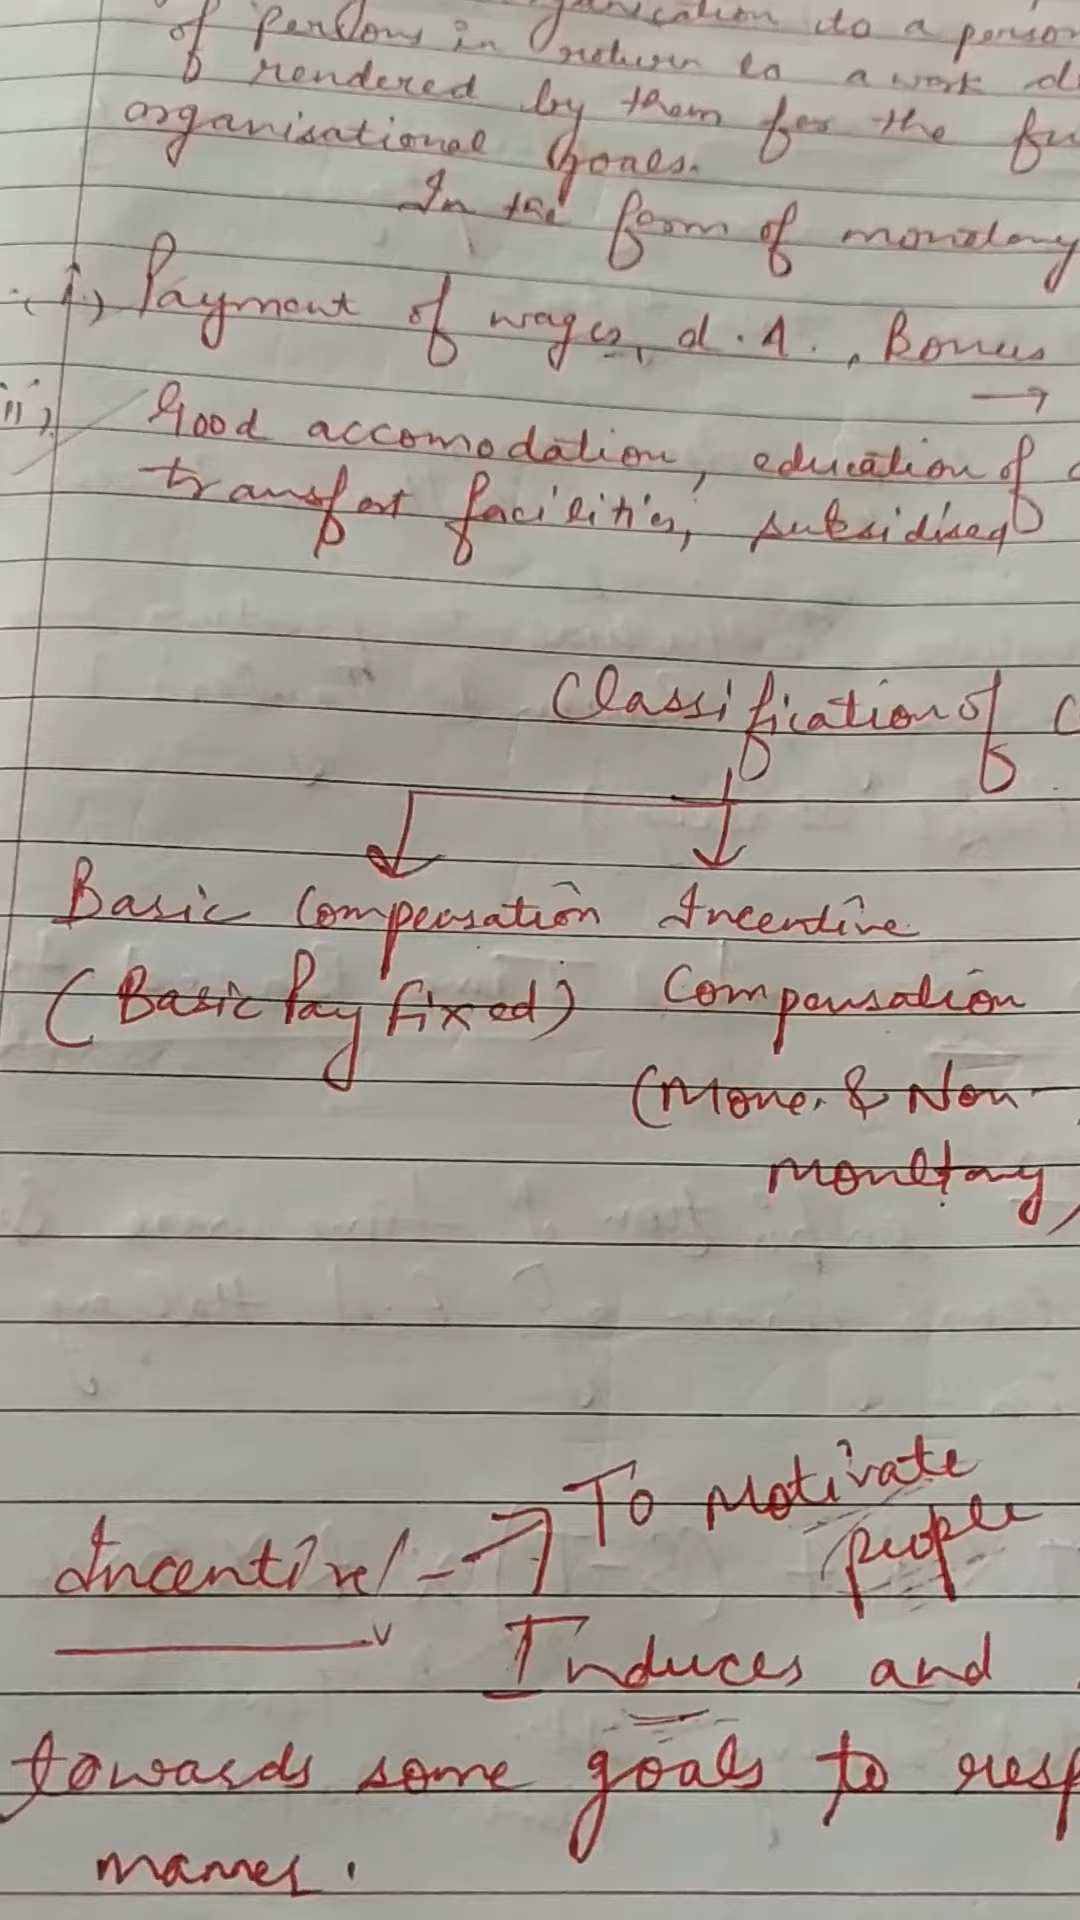 of persons in return to a work
rendered by them for the fu
organisational goals.
In the form of monetary
(i) Payment of wages, d.A., Bonus
→
ii) Good accomodation, education of
transport facilities, subsidised
Classification of C
Basic Compensation Incentive
(Basic Pay fixed) Compensation
(Mone. & Non-
monetary)
Incentive - → To Motivate
people
Induces and
towards some goals to resp
manner.